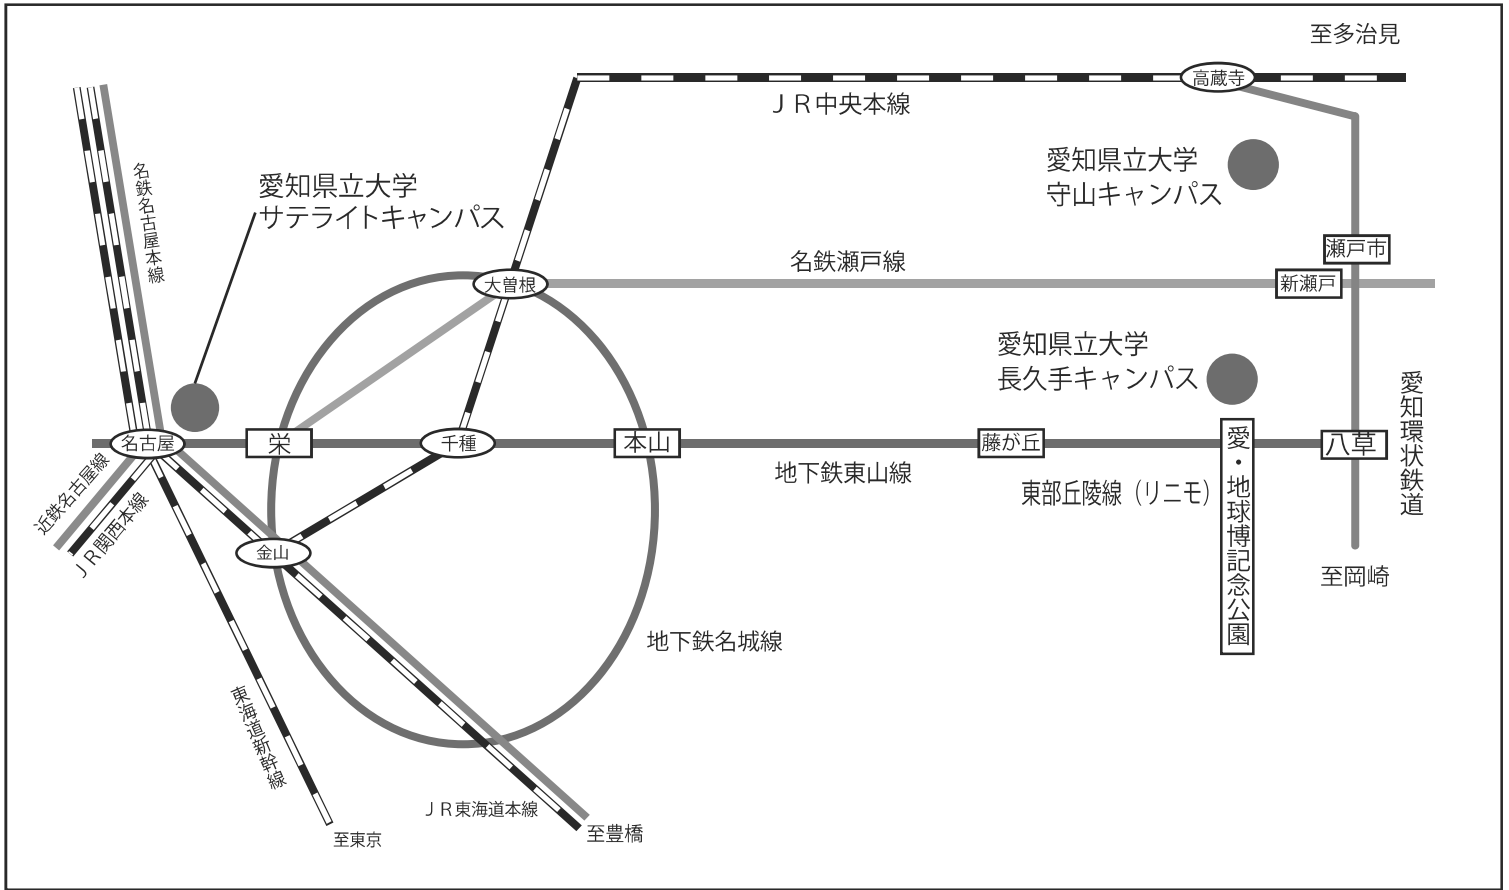 至多治見
高蔵寺
ＪＲ中央本線
愛知県立大学
守山キャンパス
名鉄名古屋本線
愛知県立大学
サテライトキャンパス
瀬戸市
名鉄瀬戸線
新瀬戸
大曽根
愛知県立大学
長久手キャンパス
愛知環状鉄道
名古屋
栄
千種
本山
藤が丘
愛・地球博記念公園
八草
地下鉄東山線
東部丘陵線（リニモ）
近鉄名古屋線
ＪＲ関西本線
金山
至岡崎
地下鉄名城線
東海道新幹線
ＪＲ東海道本線
至豊橋
至東京